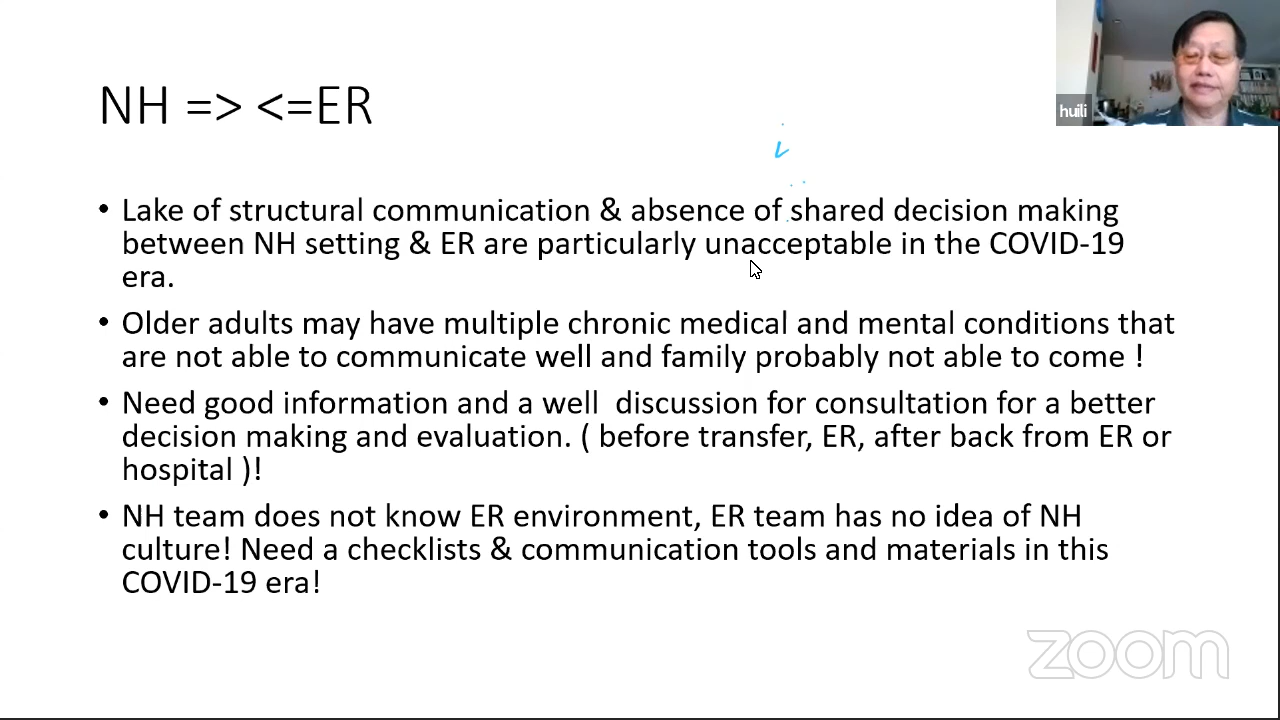 NH => <=ER
huili
• Lake of structural communication & absence of shared decision making
between NH setting & ER are particularly unacceptable in the COVID-19
era.
• Older adults may have multiple chronic medical and mental conditions that
are not able to communicate well and family probably not able to come !
• Need good information and a well  discussion for consultation for a better
decision making and evaluation. ( before transfer, ER, after back from ER or
hospital )!
• NH team does not know ER environment, ER team has no idea of NH
culture! Need a checklists & communication tools and materials in this
COVID-19 era!
zoom